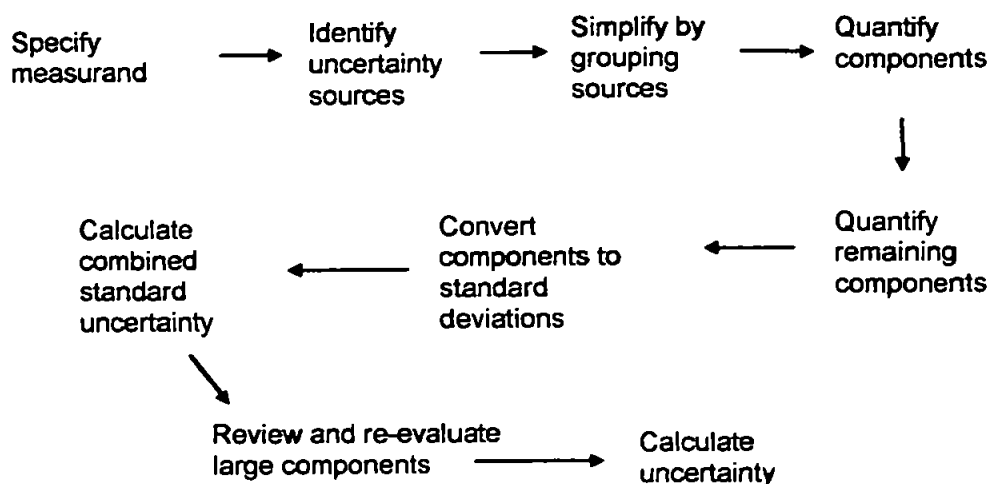 Specify
measurand
Identify
uncertainty
sources
Simplify by
grouping
sources
Quantify
components
Quantify
remaining
components
Convert
components to
standard
deviations
Calculate
combined
standard
uncertainty
Review and re-evaluate
large components
Calculate
uncertainty